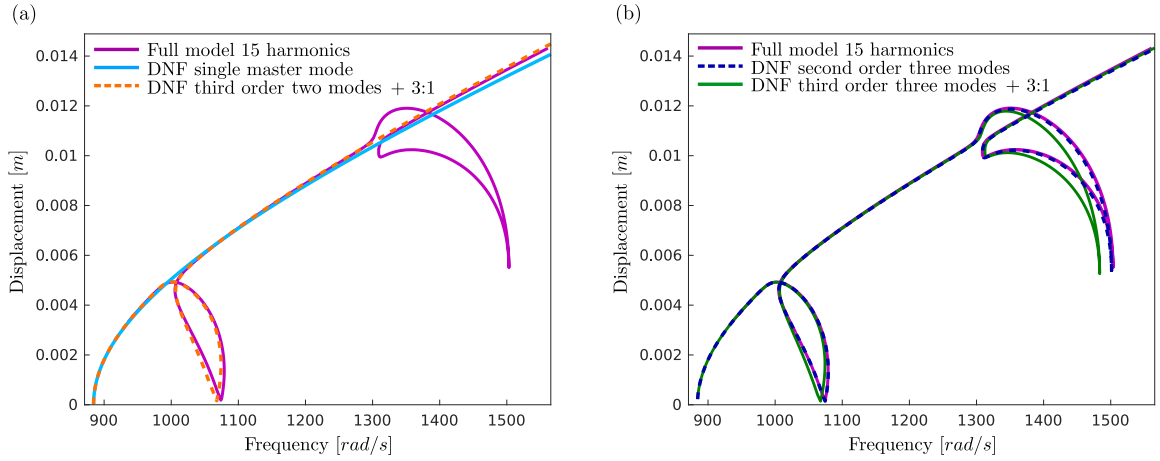 (a)
Full model 15 harmonics
DNF single master mode
DNF third order two modes + 3:1
0.014
0.012
0.01
0.008
0.006
0.004
0.002
0
Displacement [m]
900 1000 1100 1200 1300 1400 1500
Frequency [rad/s]
(b)
Full model 15 harmonics
DNF second order three modes
DNF third order three modes + 3:1
0.014
0.012
0.01
0.008
0.006
0.004
0.002
0
Displacement [m]
900 1000 1100 1200 1300 1400 1500
Frequency [rad/s]